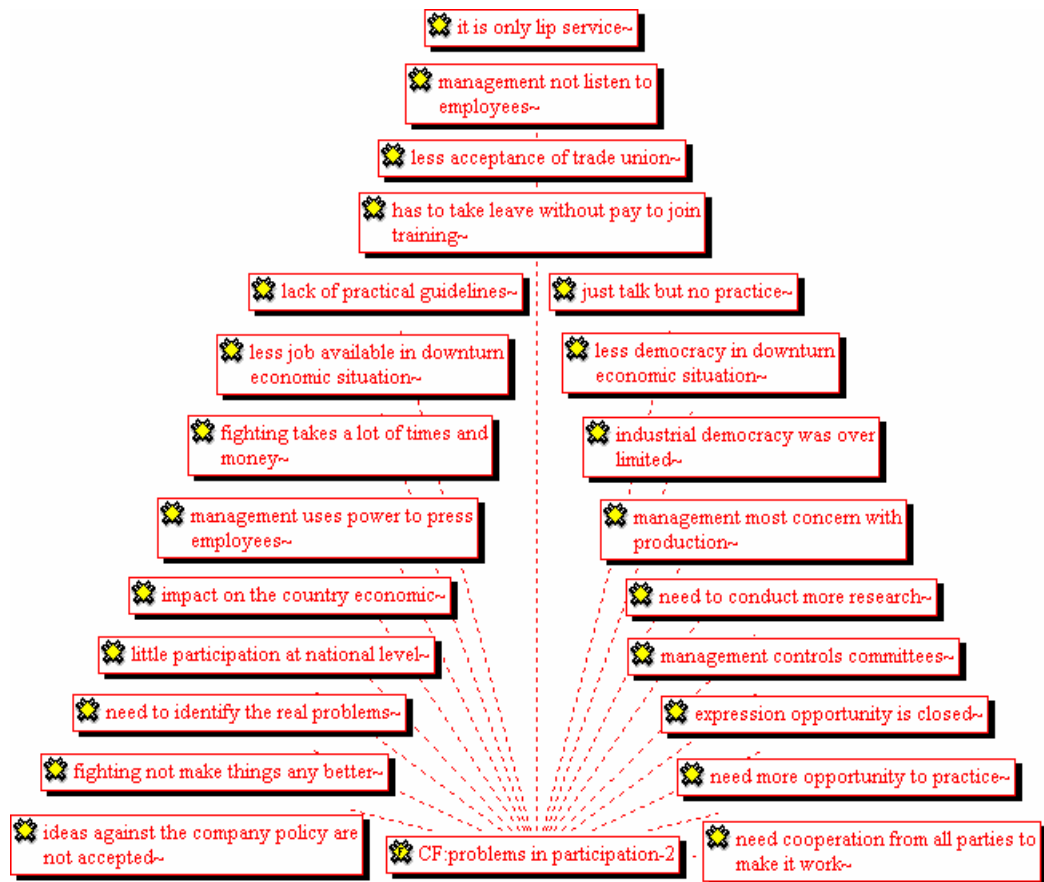 it is only lip service~
management not listen to
employees~
less acceptance of trade union~
has to take leave without pay to join
training~
lack of practical guidelines~
just talk but no practice~
less job available in downturn
economic situation~
less democracy in downturn
economic situation~
fighting takes a lot of times and
money~
industrial democracy was over
limited~
management uses power to press
employees~
management most concern with
production~
impact on the country economic~
need to conduct more research~
little participation at national level~
management controls committees~
need to identify the real problems~
expression opportunity is closed~
fighting not make things any better~
need more opportunity to practice~
ideas against the company policy are
not accepted~
CF:problems in participation-2
need cooperation from all parties to
make it work~